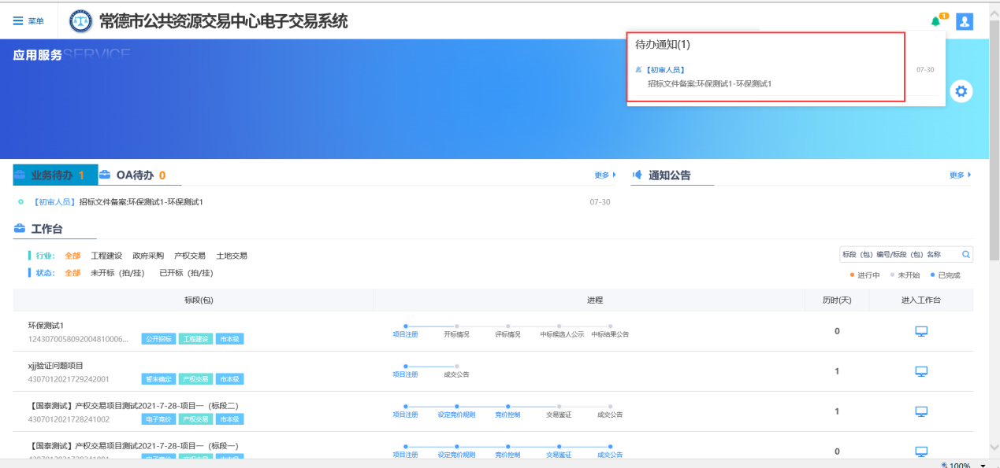 菜单
常德市公共资源交易中心电子交易系统
1
应用服务SERVICE
待办通知(1)
【初审人员】
07-30
招标文件备案:环保测试1-环保测试1
业务待办 1
OA待办 0
更多
通知公告
更多
【初审人员】招标文件备案:环保测试1-环保测试1
07-30
工作台
行业: 全部 工程建设 政府采购 产权交易 土地交易
标段（包）编号/标段（包）名称
状态: 全部 未开标（拍/挂） 已开标（拍/挂）
进行中 未开始 已完成
标段(包) 进程 历时(天) 进入工作台
环保测试1
1243070058092004810006... 公开招标 工程建设 市本级
项目注册 开标情况 评标情况 中标候选人公示 中标结果公告
0
xjj验证问题项目
4307012021729242001 暂未确定 产权交易 市本级
项目注册 成交公告
1
【国泰测试】产权交易项目测试2021-7-28-项目一（标段二）
4307012021728241002 电子竞价 产权交易 市本级
项目注册 设定竞价规则 竞价控制 交易鉴证 成交公告
1
【国泰测试】产权交易项目测试2021-7-28-项目一（标段一）
项目注册 设定竞价规则 竞价控制 交易鉴证 成交公告
0
100%